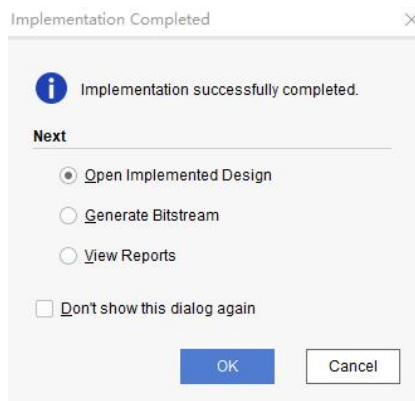 Implementation Completed
Implementation successfully completed.
Next
Open Implemented Design
Generate Bitstream
View Reports
Don't show this dialog again
OK Cancel